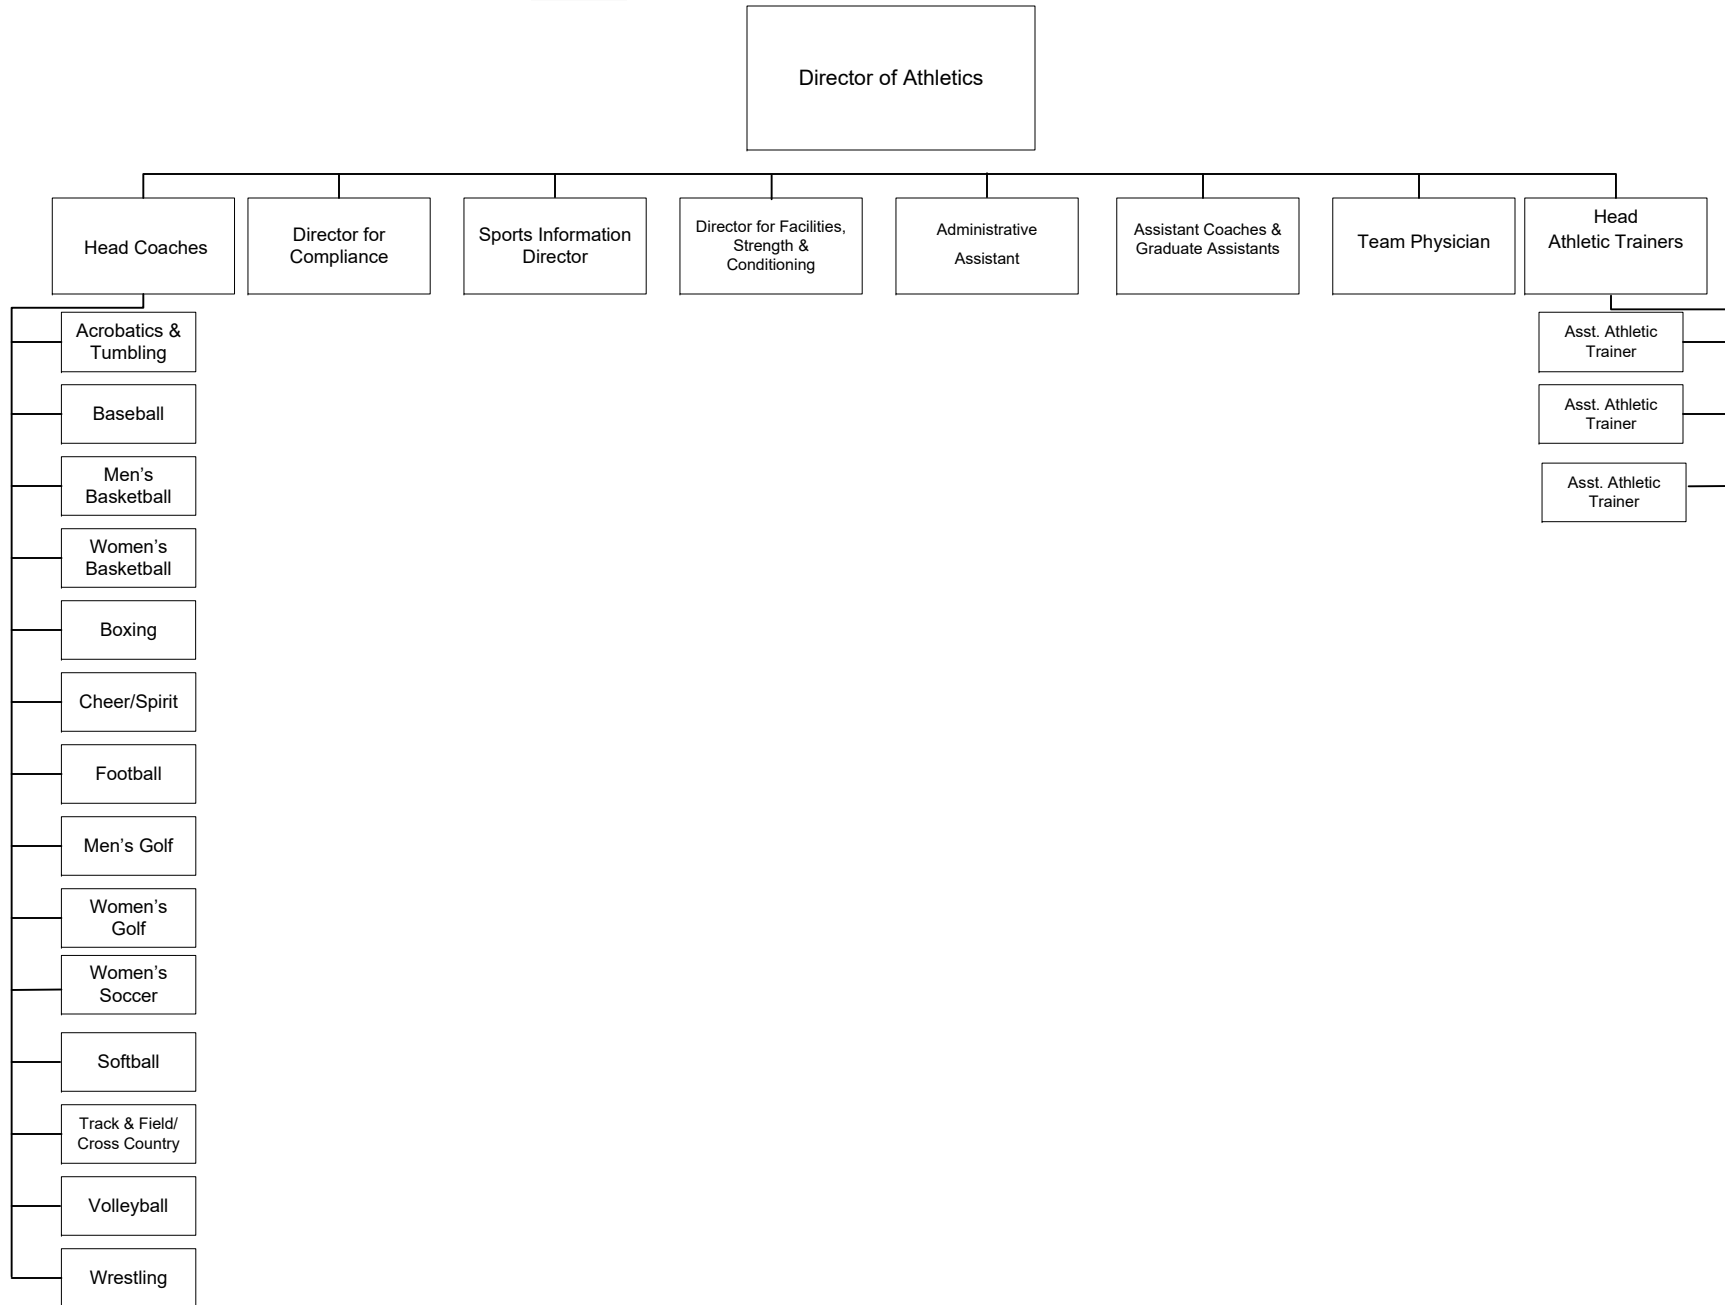 Director of Athletics
Head Coaches
Director for
Compliance
Sports Information
Director
Director for Facilities,
Strength &
Conditioning
Administrative
Assistant
Assistant Coaches &
Graduate Assistants
Team Physician
Head
Athletic Trainers
Acrobatics &
Tumbling
Baseball
Men’s
Basketball
Women’s
Basketball
Boxing
Cheer/Spirit
Football
Men’s Golf
Women’s
Golf
Women’s
Soccer
Softball
Track & Field/
Cross Country
Volleyball
Wrestling
Asst. Athletic
Trainer
Asst. Athletic
Trainer
Asst. Athletic
Trainer